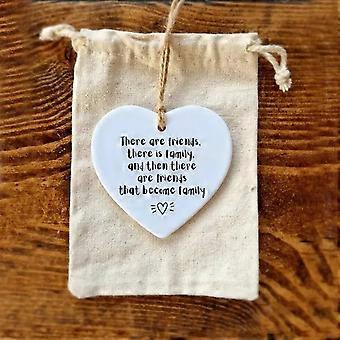 There are friends,
there is family,
and then there
are friends
that become family